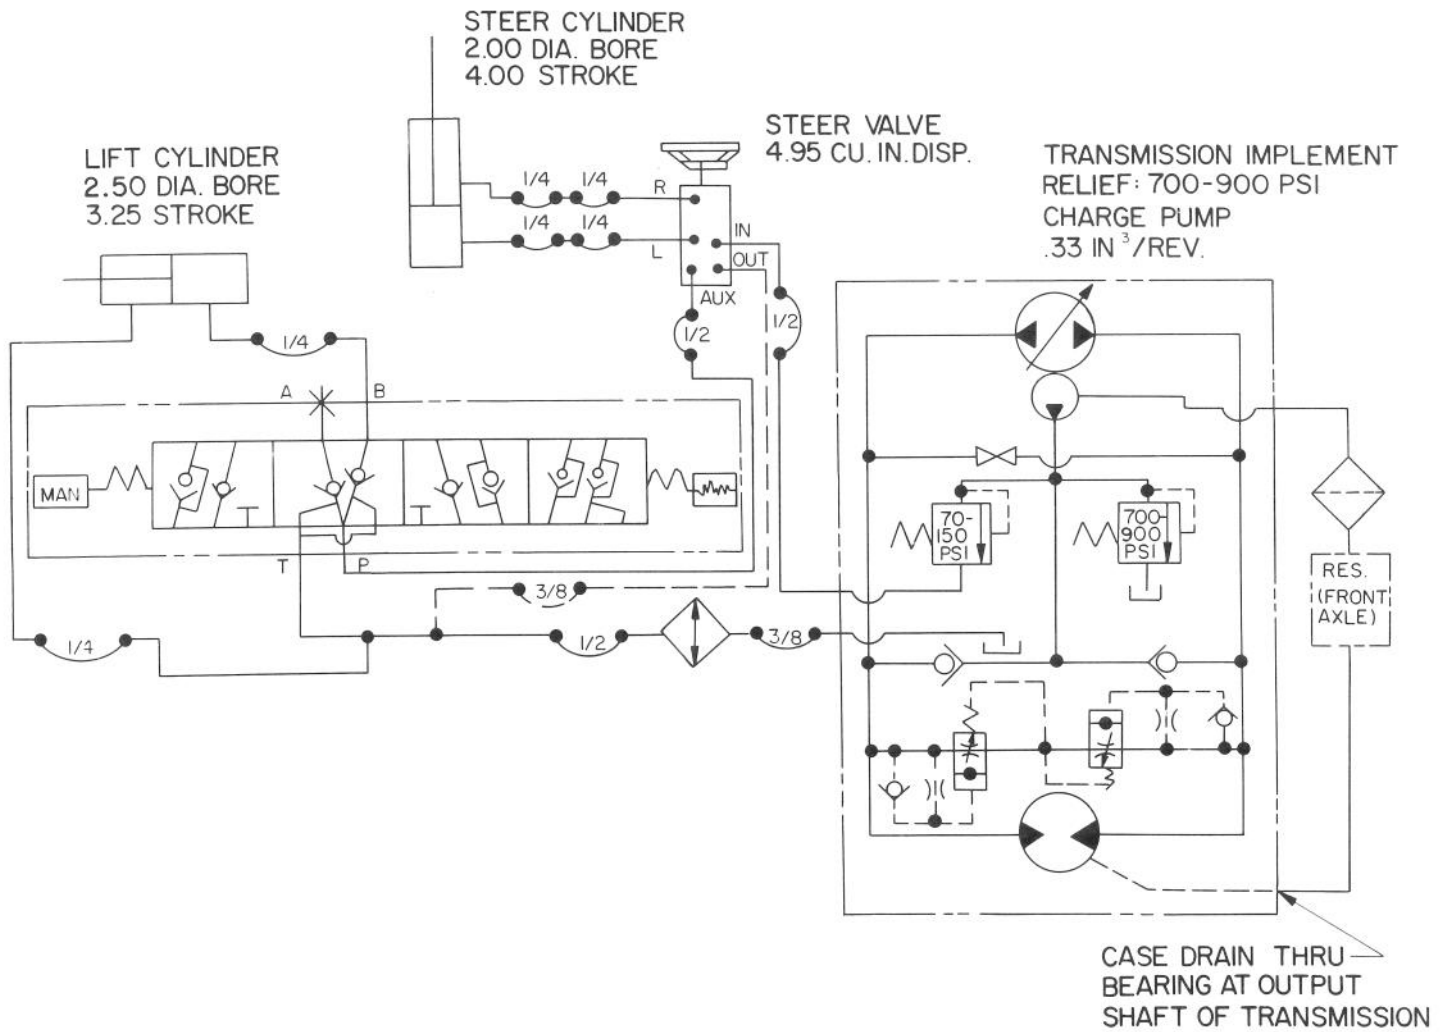 STEER CYLINDER
2.00 DIA. BORE
4.00 STROKE
STEER VALVE
4.95 CU. IN. DISP.
LIFT CYLINDER
2.50 DIA. BORE
3.25 STROKE
TRANSMISSION IMPLEMENT
RELIEF: 700-900 PSI
CHARGE PUMP
.33 IN³/REV.
1/4
1/4
R
1/4
1/4
L
IN
OUT
AUX
1/2
1/2
1/4
A
B
MAN
T
P
70-
150
PSI
700-
900
PSI
RES.
(FRONT
AXLE)
3/8
1/4
1/2
3/8
CASE DRAIN THRU
BEARING AT OUTPUT
SHAFT OF TRANSMISSION